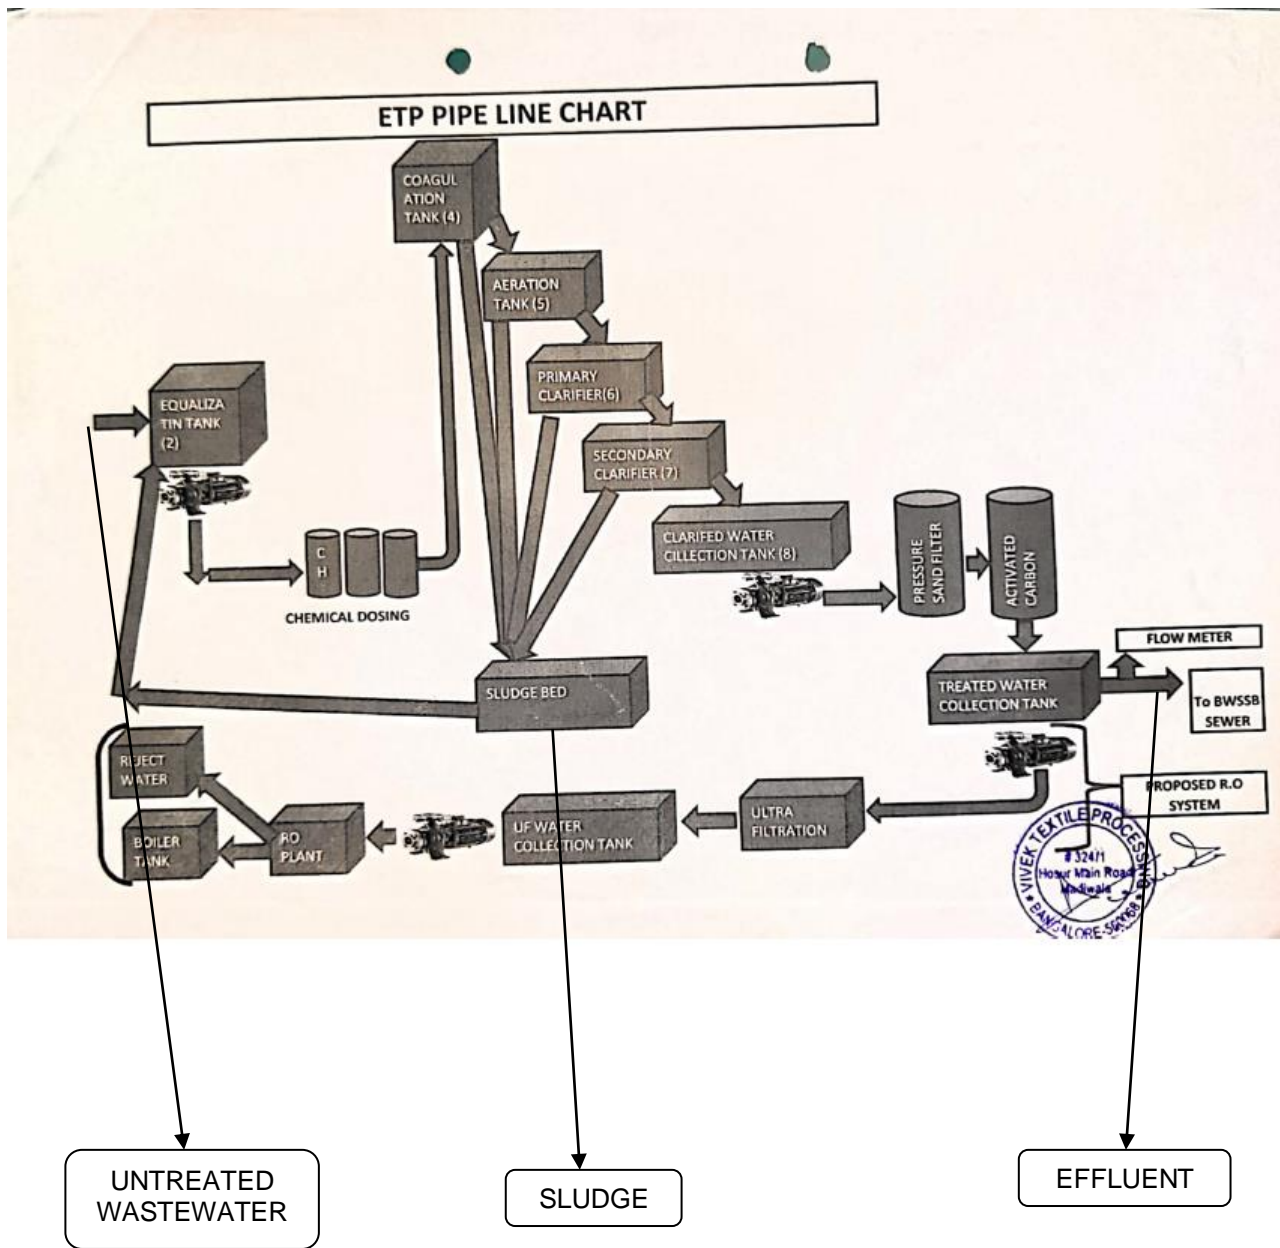 ETP PIPE LINE CHART
COAGUL
ATION
TANK (4)
AERATION
TANK (5)
PRIMARY
CLARIFIER(6)
EQUALIZA
TIN TANK
(2)
SECONDARY
CLARIFIER (7)
CLARIFED WATER
CILLECTION TANK (8)
PRESSURE
SAND FILTER
ACTIVATED
CARBON
C
H
CHEMICAL DOSING
FLOW METER
SLUDGE BED
TREATED WATER
COLLECTION TANK
To BWSSB
SEWER
REJECT
WATER
PROPOSED R.O
SYSTEM
BOILER
TANK
RO
PLANT
UF WATER
COLLECTION TANK
ULTRA
FILTRATION
VIVEK TEXTILE PROCESSING
# 324/1
Hosur Main Road
Madiwala
BANGALORE-560068
UNTREATED
WASTEWATER
SLUDGE
EFFLUENT